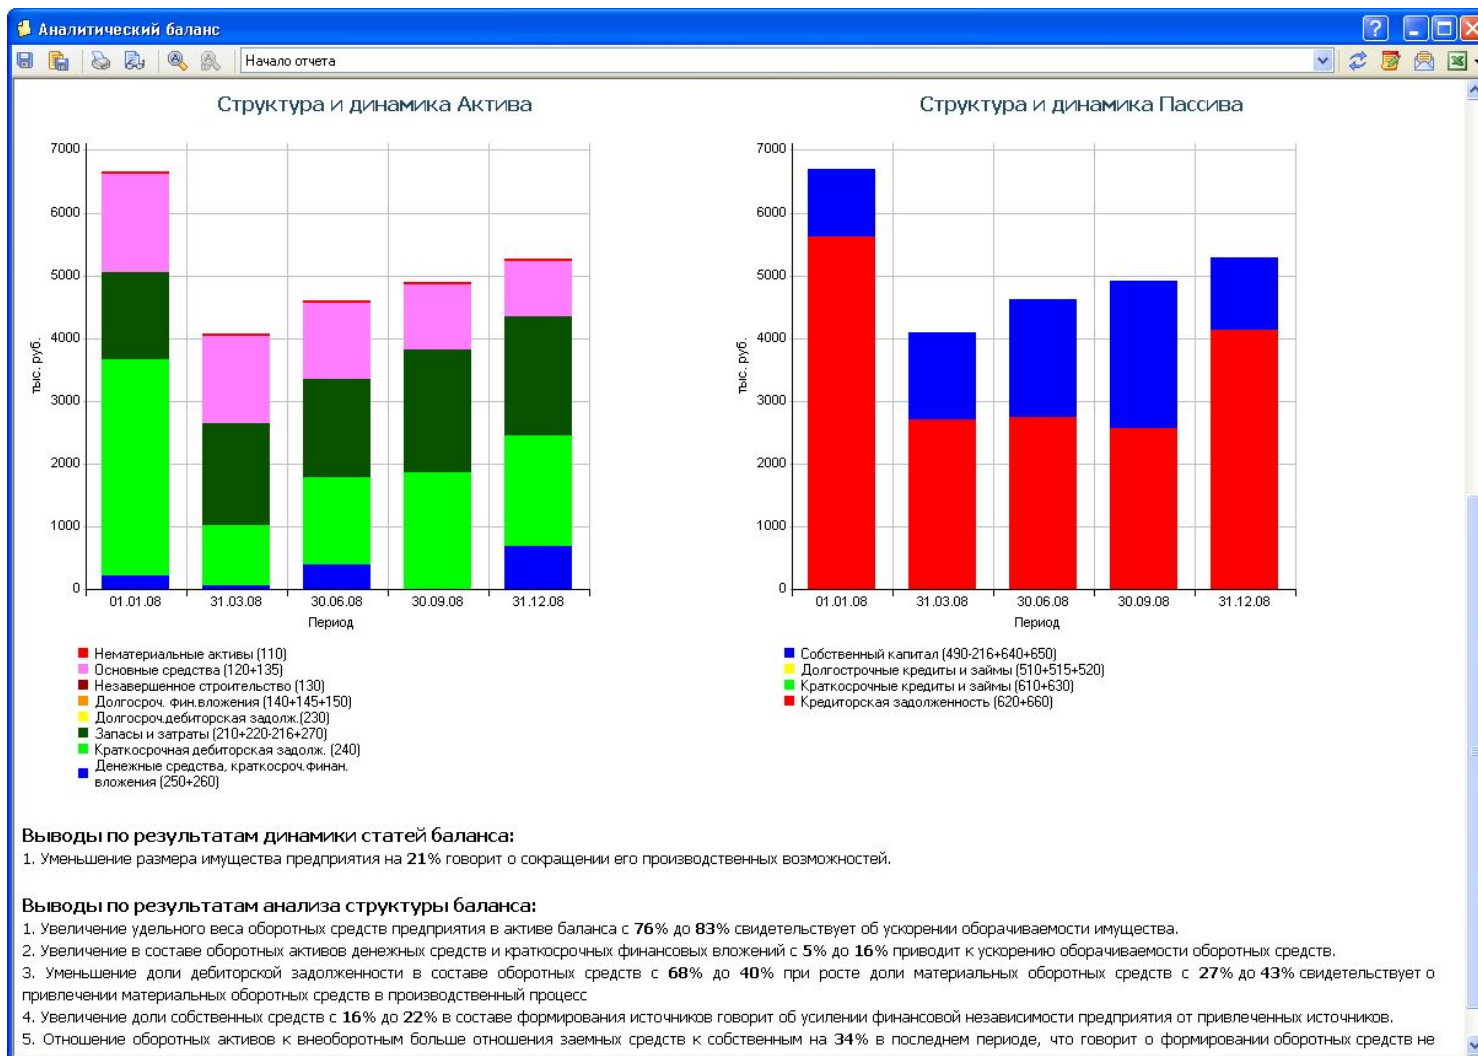 Аналитический баланс
Начало отчета
Структура и динамика Актива
7000
6000
5000
4000
3000
2000
1000
0
тыс. руб.
01.01.08 31.03.08 30.06.08 30.09.08 31.12.08
Период
Нематериальные активы (110)
Основные средства (120+135)
Незавершенное строительство (130)
Долгосроч. фин.вложения (140+145+150)
Долгосроч.дебиторская задолж.(230)
Запасы и затраты (210+220-216+270)
Краткосрочная дебиторская задолж. (240)
Денежные средства, краткосроч.финан.
вложения (250+260)
Структура и динамика Пассива
7000
6000
5000
4000
3000
2000
1000
0
тыс. руб.
01.01.08 31.03.08 30.06.08 30.09.08 31.12.08
Период
Собственный капитал (490-216+640+650)
Долгострочные кредиты и займы (510+515+520)
Краткосрочные кредиты и займы (610+630)
Кредиторская задолженность (620+660)
Выводы по результатам динамики статей баланса:
1. Уменьшение размера имущества предприятия на 21% говорит о сокращении его производственных возможностей.
Выводы по результатам анализа структуры баланса:
1. Увеличение удельного веса оборотных средств предприятия в активе баланса с 76% до 83% свидетельствует об ускорении оборачиваемости имущества.
2. Увеличение в составе оборотных активов денежных средств и краткосрочных финансовых вложений с 5% до 16% приводит к ускорению оборачиваемости оборотных средств.
3. Уменьшение доли дебиторской задолженности в составе оборотных средств с 68% до 40% при росте доли материальных оборотных средств с 27% до 43% свидетельствует о
привлечении материальных оборотных средств в производственный процесс
4. Увеличение доли собственных средств с 16% до 22% в составе формирования источников говорит об усилении финансовой независимости предприятия от привлеченных источников.
5. Отношение оборотных активов к внеоборотным больше отношения заемных средств к собственным на 34% в последнем периоде, что говорит о формировании оборотных средств не